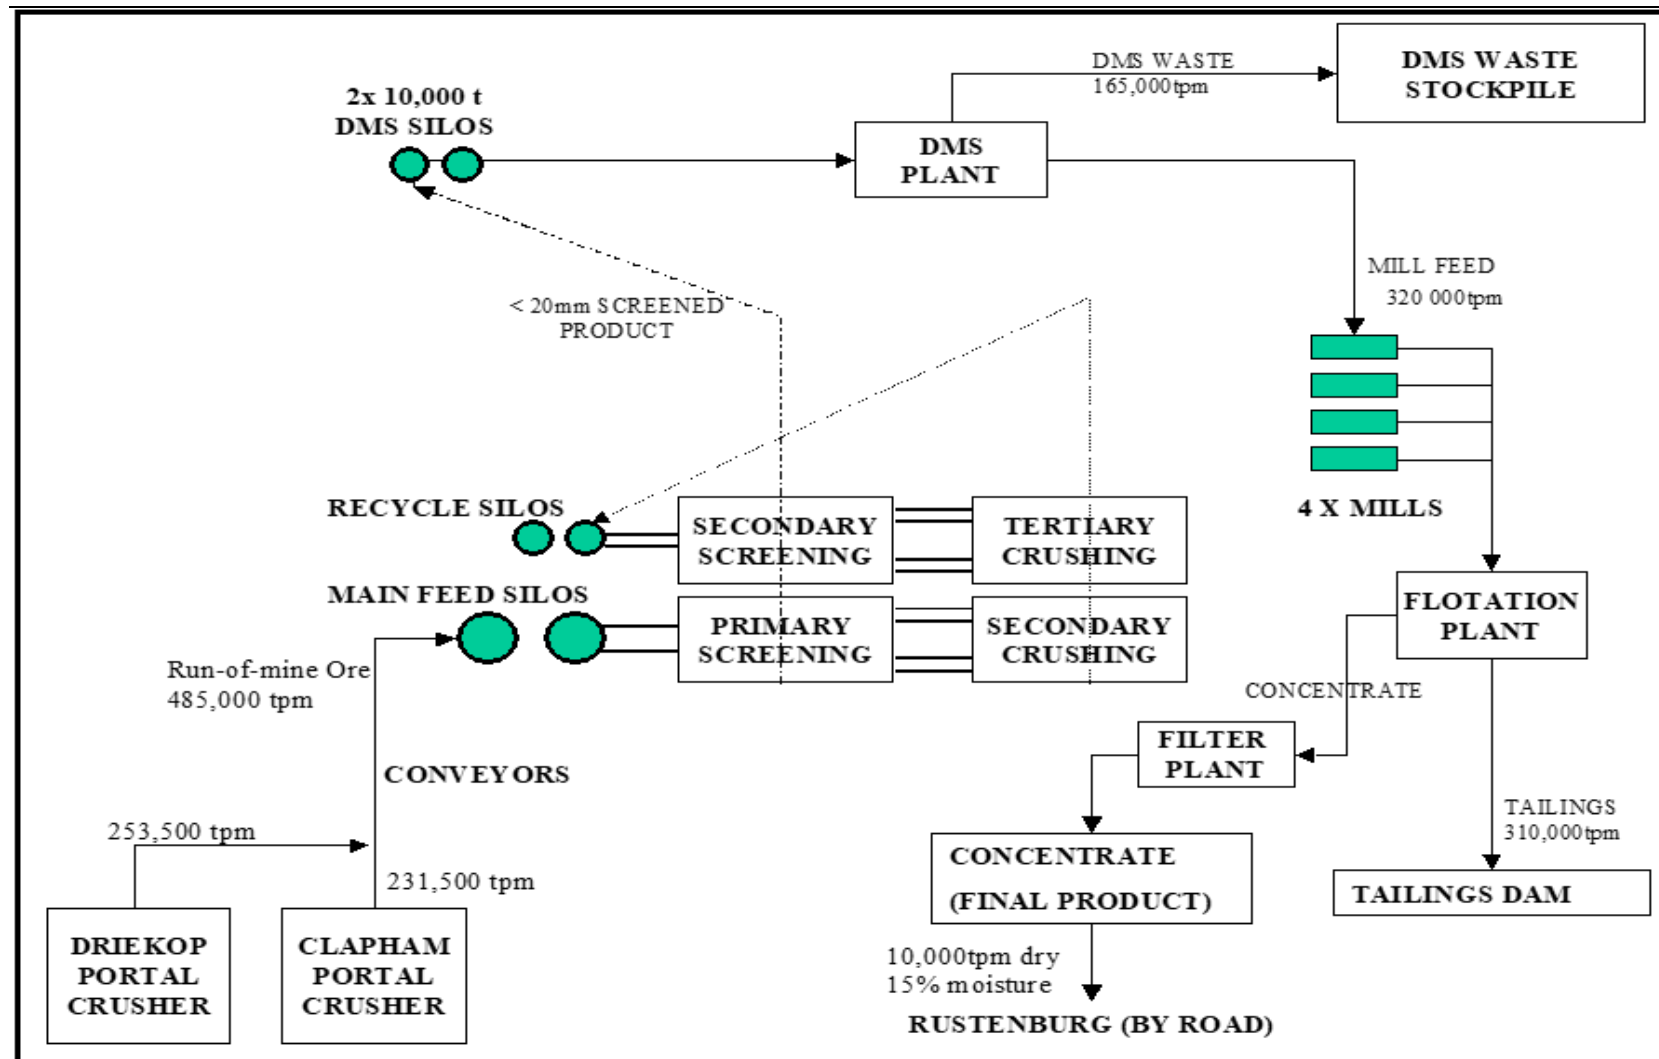 DMS WASTE
165,000tpm
DMS WASTE
STOCKPILE
2x 10,000 t
DMS SILOS
DMS
PLANT
MILL FEED
320 000tpm
< 20mm SCREENED
PRODUCT
4 X MILLS
RECYCLE SILOS
SECONDARY
SCREENING
TERTIARY
CRUSHING
MAIN FEED SILOS
PRIMARY
SCREENING
SECONDARY
CRUSHING
FLOTATION
PLANT
Run-of-mine Ore
485,000 tpm
CONCENTRATE
FILTER
PLANT
CONVEYORS
TAILINGS
310,000tpm
253,500 tpm
231,500 tpm
CONCENTRATE
(FINAL PRODUCT)
TAILINGS DAM
DRIEKOP
PORTAL
CRUSHER
CLAPHAM
PORTAL
CRUSHER
10,000tpm dry
15% moisture
RUSTENBURG (BY ROAD)